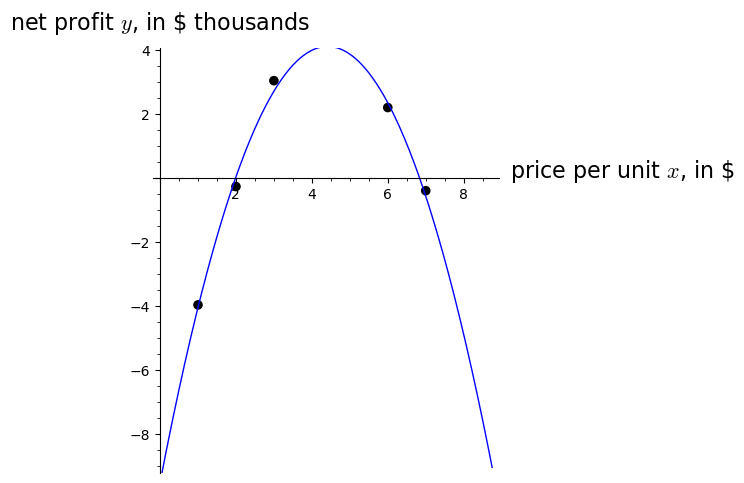 net profit y, in $ thousands
4
2
price per unit x, in $
2 4 6 8
−2
−4
−6
−8